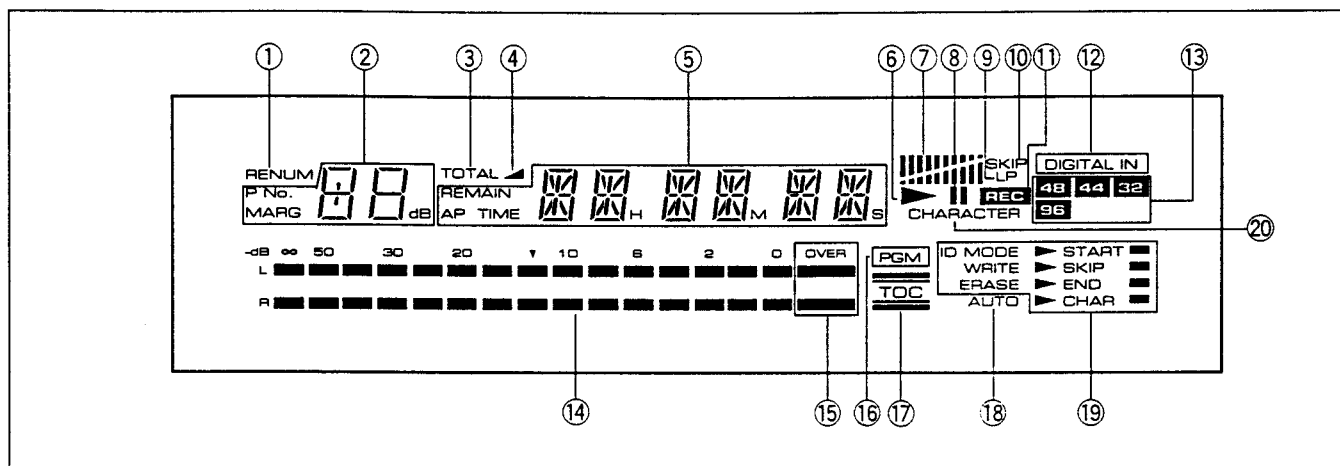 ① ② ③ ④ ⑤ ⑥ ⑦ ⑧ ⑨ ⑩ ⑪ ⑫ ⑬
RENUM TOTAL SKIP DIGITAL IN
P No. REMAIN LP 48 44 32
MARG dB AP TIME H M S REC 96
CHARACTER ⑳
-dB ∞ 50 30 20 ▼ 10 6 2 0 OVER PGM ID MODE ► START
L WRITE ► SKIP
TOC ERASE ► END
R AUTO ► CHAR
⑭ ⑮ ⑯ ⑰ ⑱ ⑲